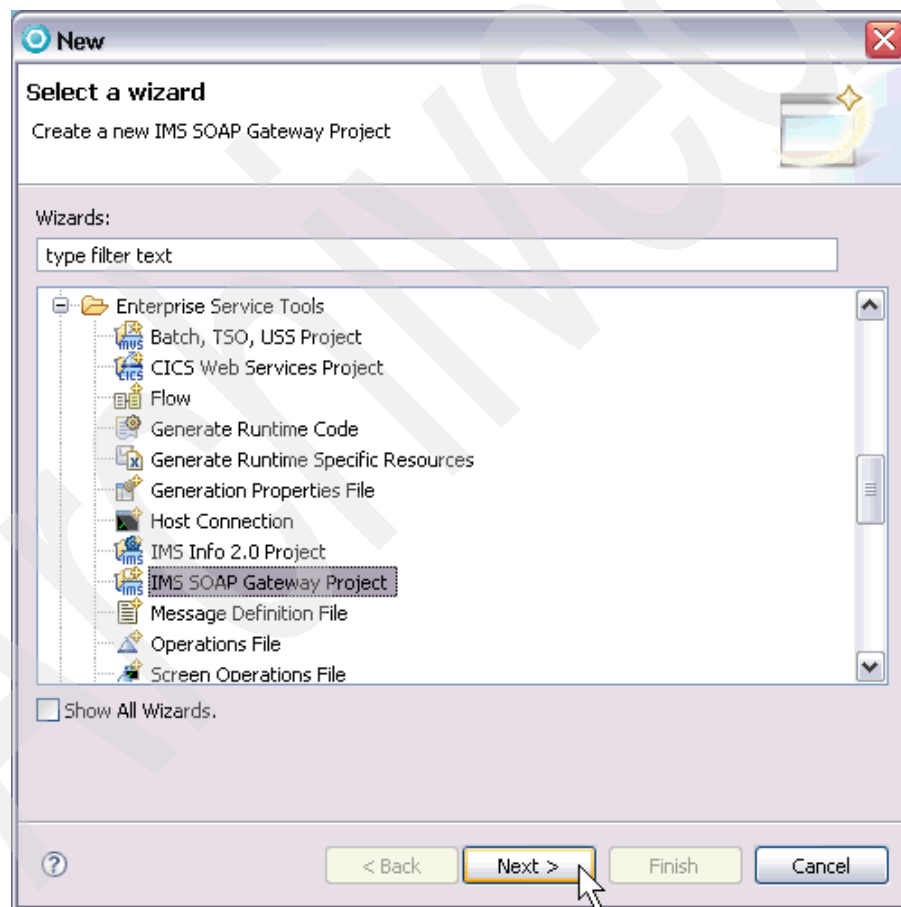 New
Select a wizard
Create a new IMS SOAP Gateway Project
Wizards:
type filter text
Enterprise Service Tools
Batch, TSO, USS Project
CICS Web Services Project
Flow
Generate Runtime Code
Generate Runtime Specific Resources
Generation Properties File
Host Connection
IMS Info 2.0 Project
IMS SOAP Gateway Project
Message Definition File
Operations File
Screen Operations File
Show All Wizards.
< Back Next > Finish Cancel
Archived